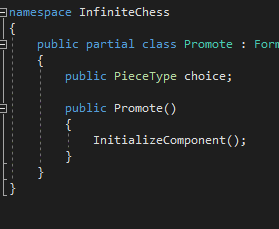 namespace InfiniteChess
{
public partial class Promote : Form
{
public PieceType choice;
public Promote()
{
InitializeComponent();
}
}
}